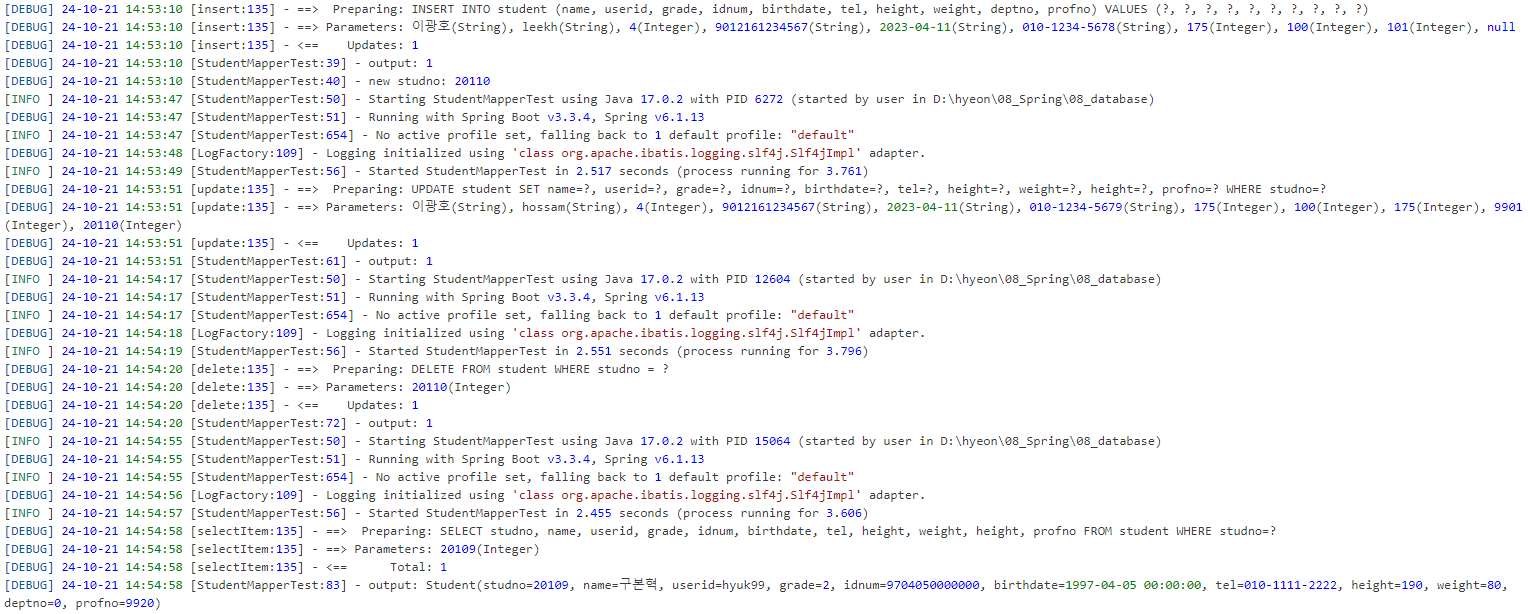 [DEBUG] 24-10-21 14:53:10 [insert:135] - ==>  Preparing: INSERT INTO student (name, userid, grade, idnum, birthdate, tel, height, weight, deptno, profno) VALUES (?, ?, ?, ?, ?, ?, ?, ?, ?, ?)
[DEBUG] 24-10-21 14:53:10 [insert:135] - ==> Parameters: 이광호(String), leekh(String), 4(Integer), 9012161234567(String), 2023-04-11(String), 010-1234-5678(String), 175(Integer), 100(Integer), 101(Integer), null
[DEBUG] 24-10-21 14:53:10 [insert:135] - <==    Updates: 1
[DEBUG] 24-10-21 14:53:10 [StudentMapperTest:39] - output: 1
[DEBUG] 24-10-21 14:53:10 [StudentMapperTest:40] - new studno: 20110
[INFO ] 24-10-21 14:53:47 [StudentMapperTest:50] - Starting StudentMapperTest using Java 17.0.2 with PID 6272 (started by user in D:\hyeon\08_Spring\08_database)
[DEBUG] 24-10-21 14:53:47 [StudentMapperTest:51] - Running with Spring Boot v3.3.4, Spring v6.1.13
[INFO ] 24-10-21 14:53:47 [StudentMapperTest:654] - No active profile set, falling back to 1 default profile: "default"
[DEBUG] 24-10-21 14:53:48 [LogFactory:109] - Logging initialized using 'class org.apache.ibatis.logging.slf4j.Slf4jImpl' adapter.
[INFO ] 24-10-21 14:53:49 [StudentMapperTest:56] - Started StudentMapperTest in 2.517 seconds (process running for 3.761)
[DEBUG] 24-10-21 14:53:51 [update:135] - ==>  Preparing: UPDATE student SET name=?, userid=?, grade=?, idnum=?, birthdate=?, tel=?, height=?, weight=?, height=?, profno=? WHERE studno=?
[DEBUG] 24-10-21 14:53:51 [update:135] - ==> Parameters: 이광호(String), hossam(String), 4(Integer), 9012161234567(String), 2023-04-11(String), 010-1234-5679(String), 175(Integer), 100(Integer), 175(Integer), 9901
(Integer), 20110(Integer)
[DEBUG] 24-10-21 14:53:51 [update:135] - <==    Updates: 1
[DEBUG] 24-10-21 14:53:51 [StudentMapperTest:61] - output: 1
[INFO ] 24-10-21 14:54:17 [StudentMapperTest:50] - Starting StudentMapperTest using Java 17.0.2 with PID 12604 (started by user in D:\hyeon\08_Spring\08_database)
[DEBUG] 24-10-21 14:54:17 [StudentMapperTest:51] - Running with Spring Boot v3.3.4, Spring v6.1.13
[INFO ] 24-10-21 14:54:17 [StudentMapperTest:654] - No active profile set, falling back to 1 default profile: "default"
[DEBUG] 24-10-21 14:54:18 [LogFactory:109] - Logging initialized using 'class org.apache.ibatis.logging.slf4j.Slf4jImpl' adapter.
[INFO ] 24-10-21 14:54:19 [StudentMapperTest:56] - Started StudentMapperTest in 2.551 seconds (process running for 3.796)
[DEBUG] 24-10-21 14:54:20 [delete:135] - ==>  Preparing: DELETE FROM student WHERE studno = ?
[DEBUG] 24-10-21 14:54:20 [delete:135] - ==> Parameters: 20110(Integer)
[DEBUG] 24-10-21 14:54:20 [delete:135] - <==    Updates: 1
[DEBUG] 24-10-21 14:54:20 [StudentMapperTest:72] - output: 1
[INFO ] 24-10-21 14:54:55 [StudentMapperTest:50] - Starting StudentMapperTest using Java 17.0.2 with PID 15064 (started by user in D:\hyeon\08_Spring\08_database)
[DEBUG] 24-10-21 14:54:55 [StudentMapperTest:51] - Running with Spring Boot v3.3.4, Spring v6.1.13
[INFO ] 24-10-21 14:54:55 [StudentMapperTest:654] - No active profile set, falling back to 1 default profile: "default"
[DEBUG] 24-10-21 14:54:56 [LogFactory:109] - Logging initialized using 'class org.apache.ibatis.logging.slf4j.Slf4jImpl' adapter.
[INFO ] 24-10-21 14:54:57 [StudentMapperTest:56] - Started StudentMapperTest in 2.455 seconds (process running for 3.606)
[DEBUG] 24-10-21 14:54:58 [selectItem:135] - ==>  Preparing: SELECT studno, name, userid, grade, idnum, birthdate, tel, height, weight, height, profno FROM student WHERE studno=?
[DEBUG] 24-10-21 14:54:58 [selectItem:135] - ==> Parameters: 20109(Integer)
[DEBUG] 24-10-21 14:54:58 [selectItem:135] - <==      Total: 1
[DEBUG] 24-10-21 14:54:58 [StudentMapperTest:83] - output: Student(studno=20109, name=구본혁, userid=hyuk99, grade=2, idnum=9704050000000, birthdate=1997-04-05 00:00:00, tel=010-1111-2222, height=190, weight=80,
deptno=0, profno=9920)